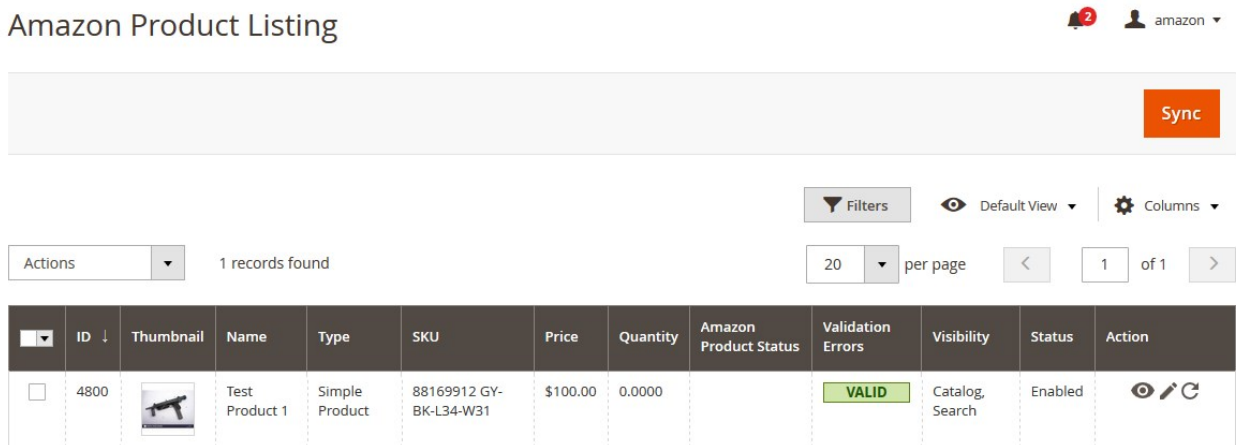 Amazon Product Listing
2
amazon
Sync
Filters
Default View
Columns
Actions
1 records found
20
per page
1
of 1
ID ↓
Thumbnail
Name
Type
SKU
Price
Quantity
Amazon
Product Status
Validation
Errors
Visibility
Status
Action
4800
Test
Product 1
Simple
Product
88169912 GY-
BK-L34-W31
$100.00
0.0000
VALID
Catalog,
Search
Enabled